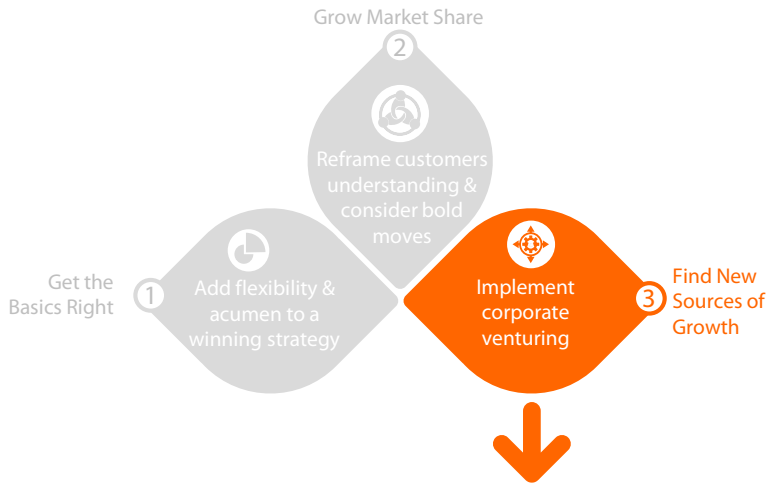 Grow Market Share
2
Reframe customers
understanding &
consider bold
moves
Get the
Basics Right
1
Add flexibility &
acumen to a
winning strategy
Implement
corporate
venturing
3
Find New
Sources of
Growth